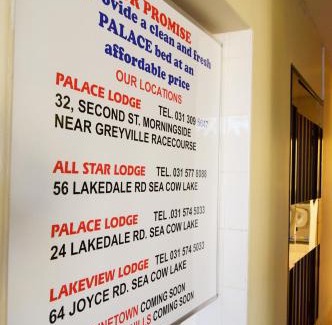 PROMISE
ovide a clean and fresh
PALACE bed at an
affordable price
OUR LOCATIONS
PALACE LODGE TEL. 031 309
32, SECOND ST. MORNINGSIDE
NEAR GREYVILLE RACECOURSE
ALL STAR LODGE TEL. 031 577 8088
56 LAKEDALE RD SEA COW LAKE
PALACE LODGE TEL .031 574 5033
24 LAKEDALE RD. SEA COW LAKE
LAKEVIEW LODGE TEL .031 574 5033
64 JOYCE RD. SEA COW LAKE
NETOWN COMING SOON
LLS COMING SOON